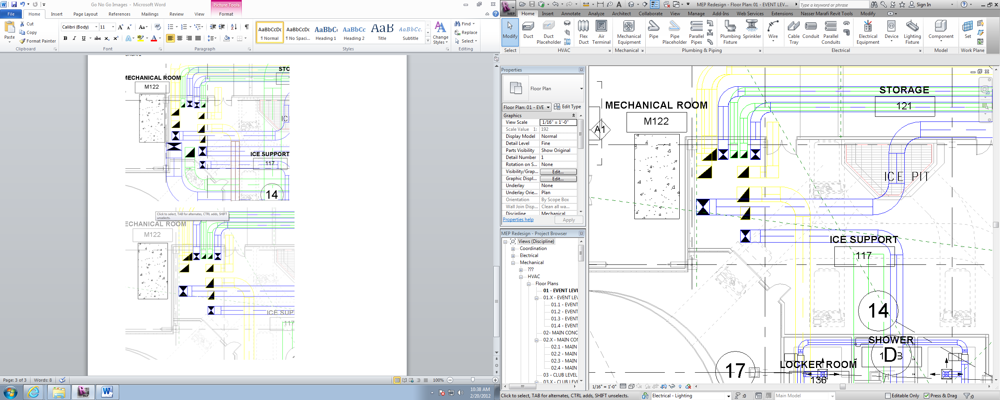 Go No Go Images - Microsoft Word
Picture Tools
File Home Insert Page Layout References Mailings Review View Format
Paste
Cut
Copy
Format Painter
Clipboard
Calibri (Body) 11
Font
Paragraph
AaBbCcDc AaBbCcDc AaBbCc AaBbCc AaB AaBbCc.
¶ Normal ¶ No Spaci... Heading 1 Heading 2 Title Subtitle
Change Styles
Styles
Find
Replace
Select
Editing
MECHANICAL ROOM
M122
STO
IC
ICE SUPPORT
117
14
Click to select, TAB for alternates, CTRL adds, SHIFT
unselects.
ECHANICAL ROOM
M122
ICE SUP
117
Page: 3 of 3 Words: 8
100%
10:38 AM
2/20/2012
MEP
MEP Redesign - Floor Plan: 01 - EVENT LEV...
Type a keyword or phrase
Sign In
Home Insert Annotate Analyze Architect Collaborate View Manage Add-Ins Web Services Extensions Nasser Marafi Revit Tools Modify
Modify
Select
Duct
Duct Placeholder
Flex Duct
Air Terminal
HVAC
Mechanical Equipment
Mechanical
Pipe
Pipe Placeholder
Parallel Pipes
Plumbing Fixture
Sprinkler
Plumbing & Piping
Wire
Cable Tray
Conduit
Parallel Conduits
Electrical Equipment
Device
Lighting Fixture
Electrical
Component
Model
Set
Work Plane
Properties
Floor Plan
Floor Plan: 01 - EVE
Edit Type
Graphics
View Scale 1/16" = 1'-0"
Scale Value 1: 192
Display Model Normal
Detail Level Fine
Parts Visibility Show Original
Detail Number 1
Rotation on S... None
Visibility/Grap... Edit...
Graphic Displ... Edit...
Underlay None
Underlay Orie... Plan
Orientation By Scope Box
Wall Join Disp... Clean all wa...
Discipline Mechanical
Properties help Apply
MEP Redesign - Project Browser
Views (Discipline)
Coordination
Electrical
Mechanical
???
HVAC
Floor Plans
01 - EVENT LEVE
01.X - EVENT LEV
01.1 - EVENT
01.2 - EVENT
01.3 - EVENT
01.4 - EVENT
02- MAIN CONC
02.X - MAIN CON
02.1 - MAIN
02.2 - MAIN
02.3 - MAIN
02.4 - MAIN
03 - CLUB LEVEL
03.X - CLUB LEVE
MECHANICAL ROOM
M122
A1
STORAGE
121
ICE PIT
ICE SUPPORT
117
14
SHOWER
D
LOCKER ROOM
136
17
2D
1/16" = 1'-0"
Click to select, TAB for alternates, CTRL adds, SHIFT unselects.
Electrical - Lighting
:0
Main Model
Editable Only
Press & Drag
:0